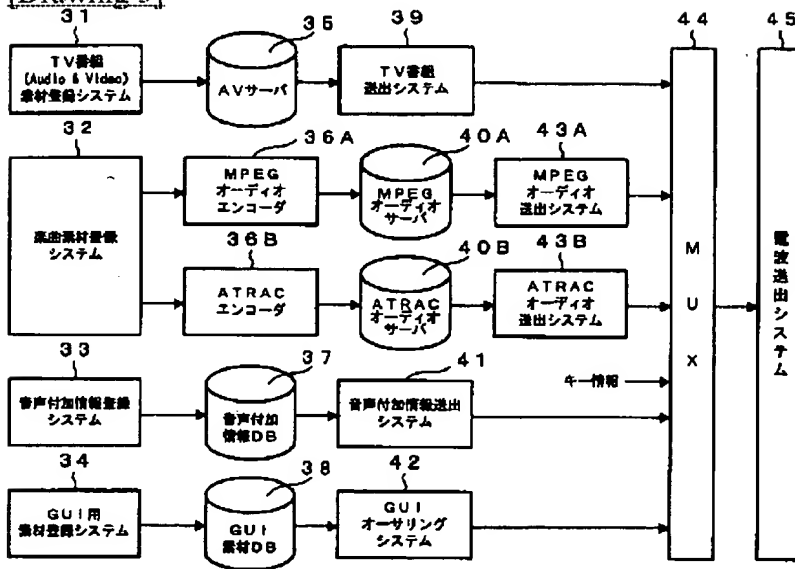 [Drawing 5]
31
35
39
44
45
TV番組
(Audio & Video)
素材登録システム
AVサーバ
TV番組
送出システム
32
36A
40A
43A
楽曲素材登録
システム
MPEG
オーディオ
エンコーダ
MPEG
オーディオ
サーバ
MPEG
オーディオ
送出システム
36B
40B
43B
ATRAC
エンコーダ
ATRAC
オーディオ
サーバ
ATRAC
オーディオ
送出システム
MUX
電波送出システム
キー情報
33
37
41
音声付加情報登録
システム
音声付加
情報DB
音声付加情報送出
システム
34
38
42
GUI用
素材登録システム
GUI
素材DB
GUI
オーサリング
システム